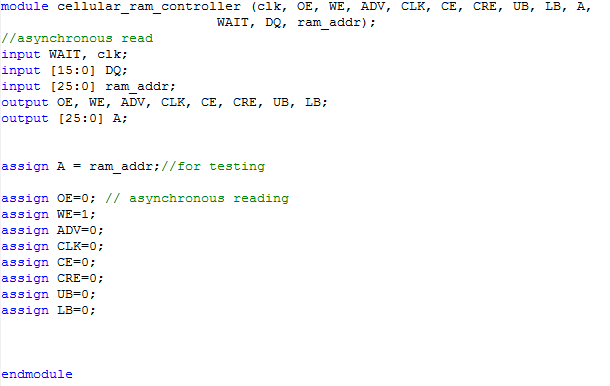 module cellular_ram_controller (clk, OE, WE, ADV, CLK, CE, CRE, UB, LB, A,
WAIT, DQ, ram_addr);
//asynchronous read
input WAIT, clk;
input [15:0] DQ;
input [25:0] ram_addr;
output OE, WE, ADV, CLK, CE, CRE, UB, LB;
output [25:0] A;
assign A = ram_addr;//for testing
assign OE=0; // asynchronous reading
assign WE=1;
assign ADV=0;
assign CLK=0;
assign CE=0;
assign CRE=0;
assign UB=0;
assign LB=0;
endmodule